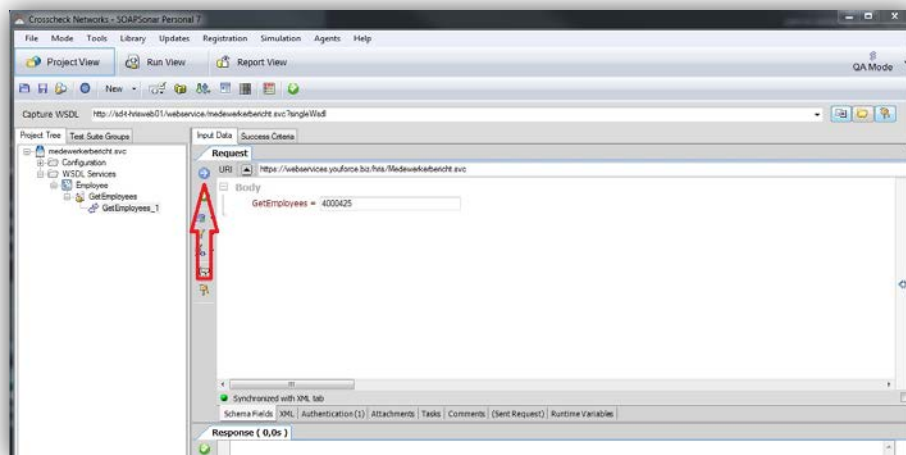 Crosscheck Networks - SOAPSonar Personal 7
File Mode Tools Library Updates Registration Simulation Agents Help
Project View Run View Report View QA Mode
New
Capture WSDL http://sd4-hrisweb01/webservice/medewerkerbericht.svc?singleWsdl
Project Tree Test Suite Groups Input Data Success Criteria
medewerkerbericht.svc
Configuration
WSDL Services
Employee
GetEmployees
GetEmployees_1
Request
URI https://webservices.youforce.biz/hris/Medewerkerbericht.svc
Body
GetEmployees = 4000425
Synchronized with XML tab
Schema Fields XML Authentication (1) Attachments Tasks Comments (Sent Request) Runtime Variables
Response ( 0,0s )